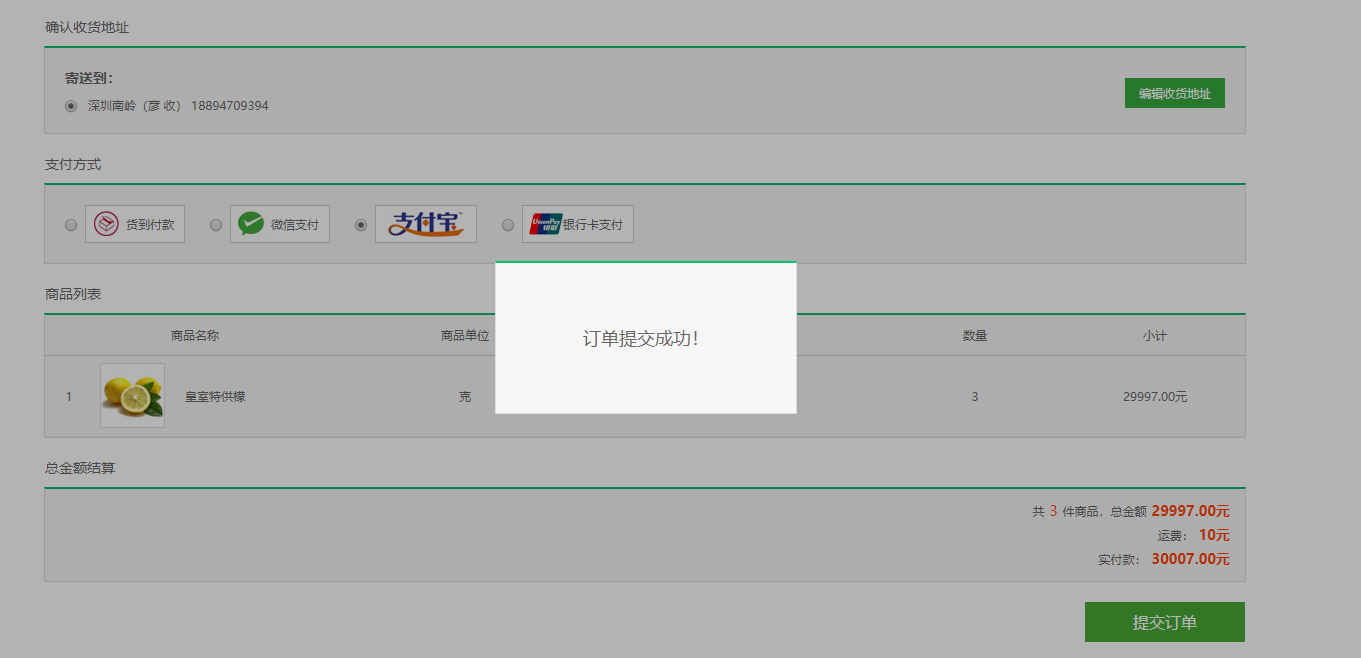 确认收货地址
寄送到：
深圳南岭（彦 收） 18894709394
编辑收货地址
支付方式
货到付款 微信支付 支付宝 UnionPay 银联 银行卡支付
商品列表
商品名称 商品单位 数量 小计
订单提交成功！
1 皇室特供檬 克 3 29997.00元
总金额结算
共 3 件商品，总金额 29997.00元
运费： 10元
实付款： 30007.00元
提交订单